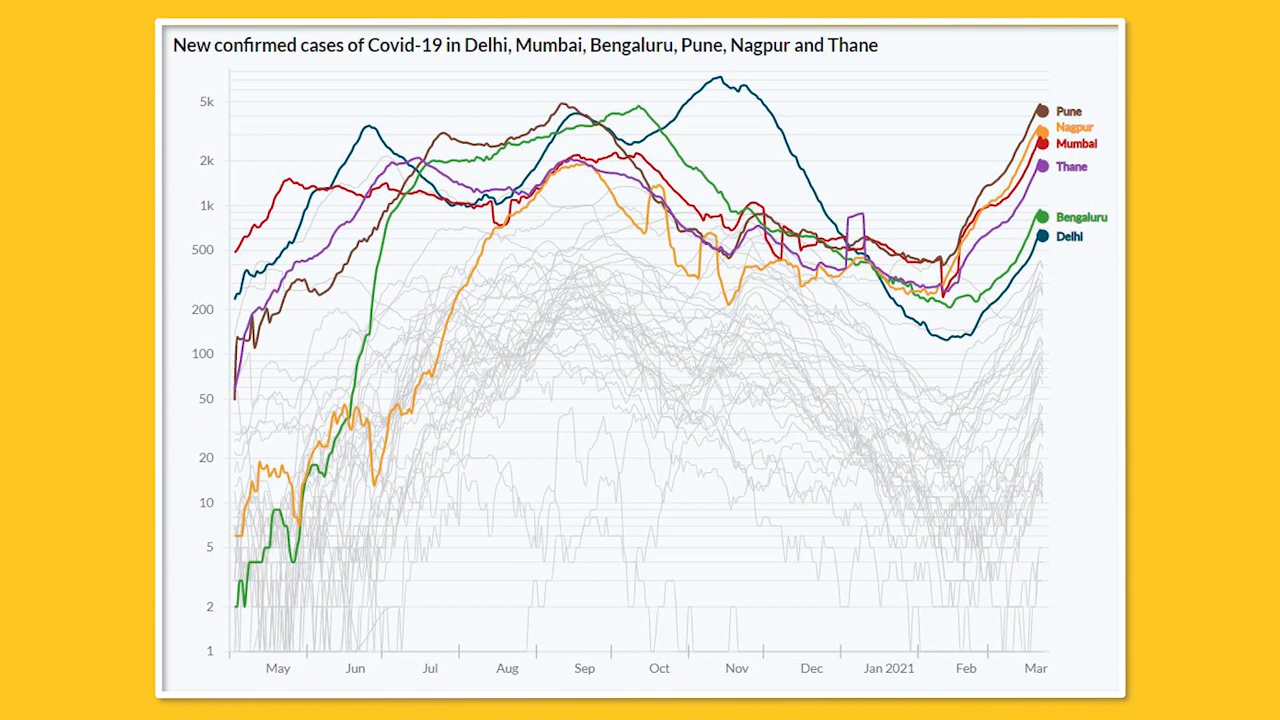 New confirmed cases of Covid-19 in Delhi, Mumbai, Bengaluru, Pune, Nagpur and Thane
5k
2k
1k
500
200
100
50
20
10
5
2
1
Pune
Nagpur
Mumbai
Thane
Bengaluru
Delhi
May Jun Jul Aug Sep Oct Nov Dec Jan 2021 Feb Mar